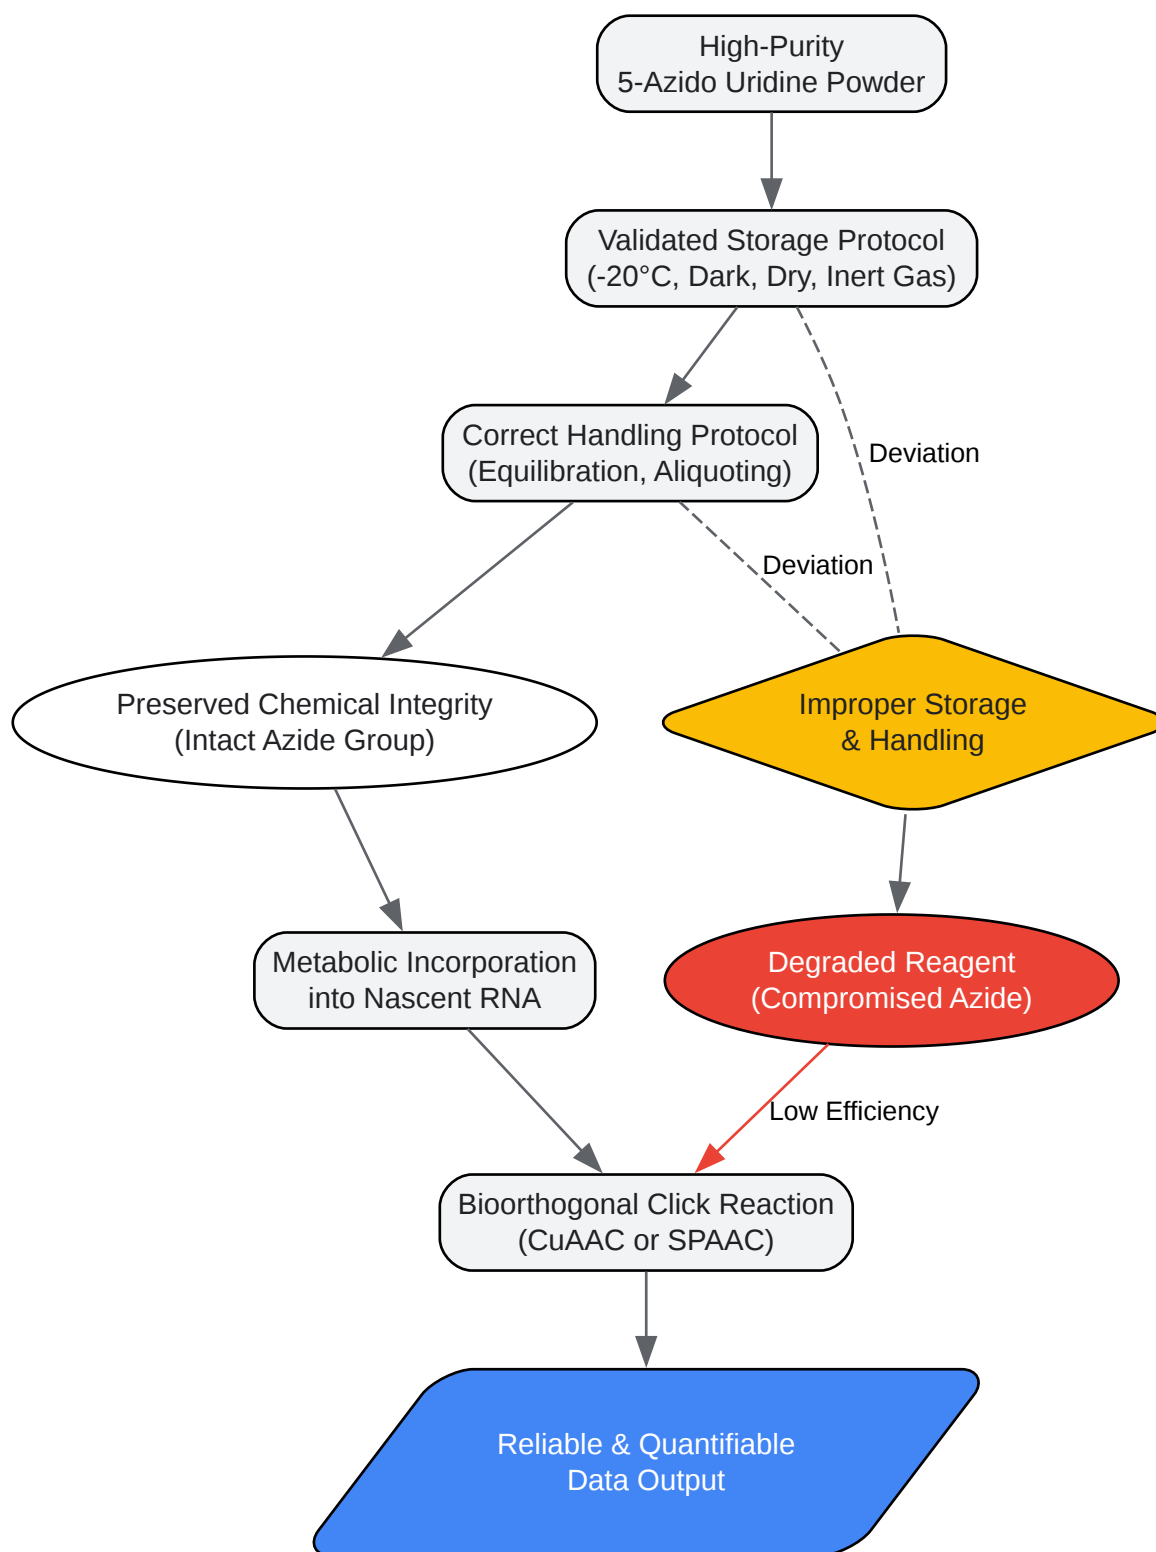 High-Purity
5-Azido Uridine Powder
Validated Storage Protocol
(-20°C, Dark, Dry, Inert Gas)
Correct Handling Protocol
(Equilibration, Aliquoting)
Deviation
Deviation
Preserved Chemical Integrity
(Intact Azide Group)
Improper Storage
& Handling
Metabolic Incorporation
into Nascent RNA
Degraded Reagent
(Compromised Azide)
Low Efficiency
Bioorthogonal Click Reaction
(CuAAC or SPAAC)
Reliable & Quantifiable
Data Output